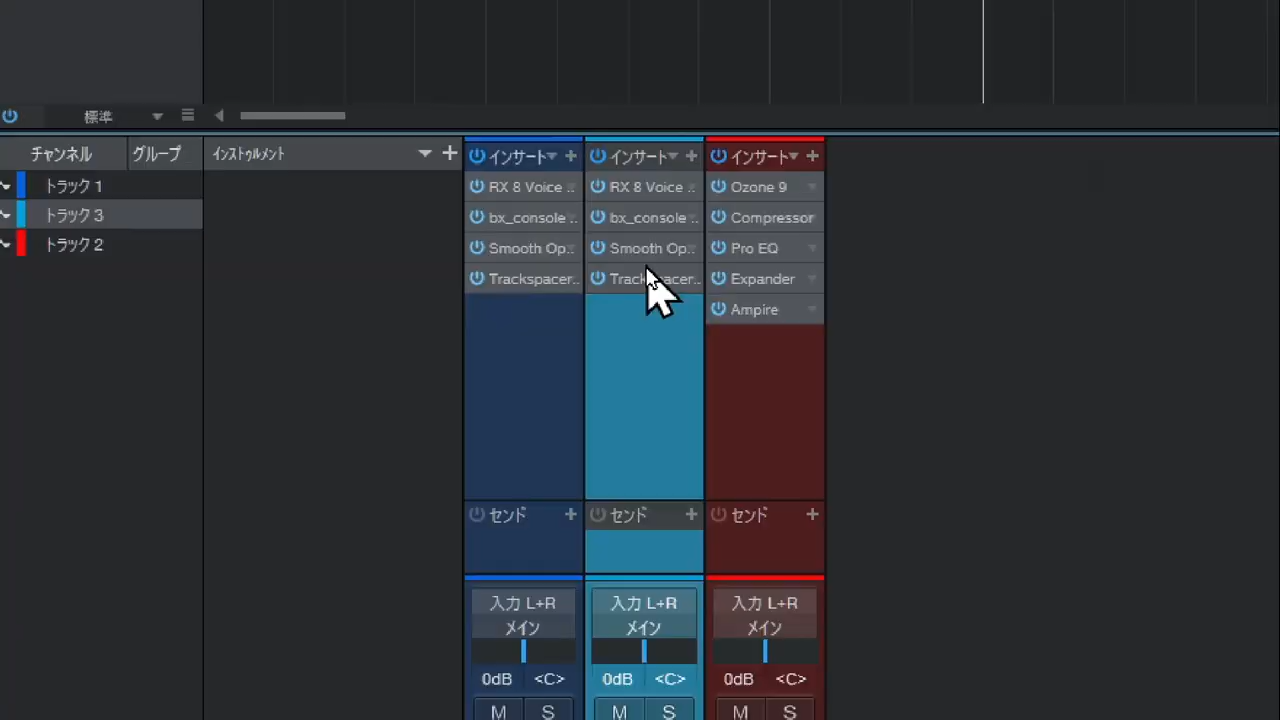 標準
チャンネル
グループ
インストゥルメント
トラック 1
トラック 3
トラック 2
インサート
RX 8 Voice ..
bx_console ..
Smooth Op..
Trackspacer..
センド
入力 L+R
メイン
0dB <C>
M S
インサート
RX 8 Voice ..
bx_console ..
Smooth Op..
センド
入力 L+R
メイン
0dB <C>
M S
インサート
Ozone 9
Compressor
Pro EQ
Expander
Ampire
センド
入力 L+R
メイン
0dB <C>
M S